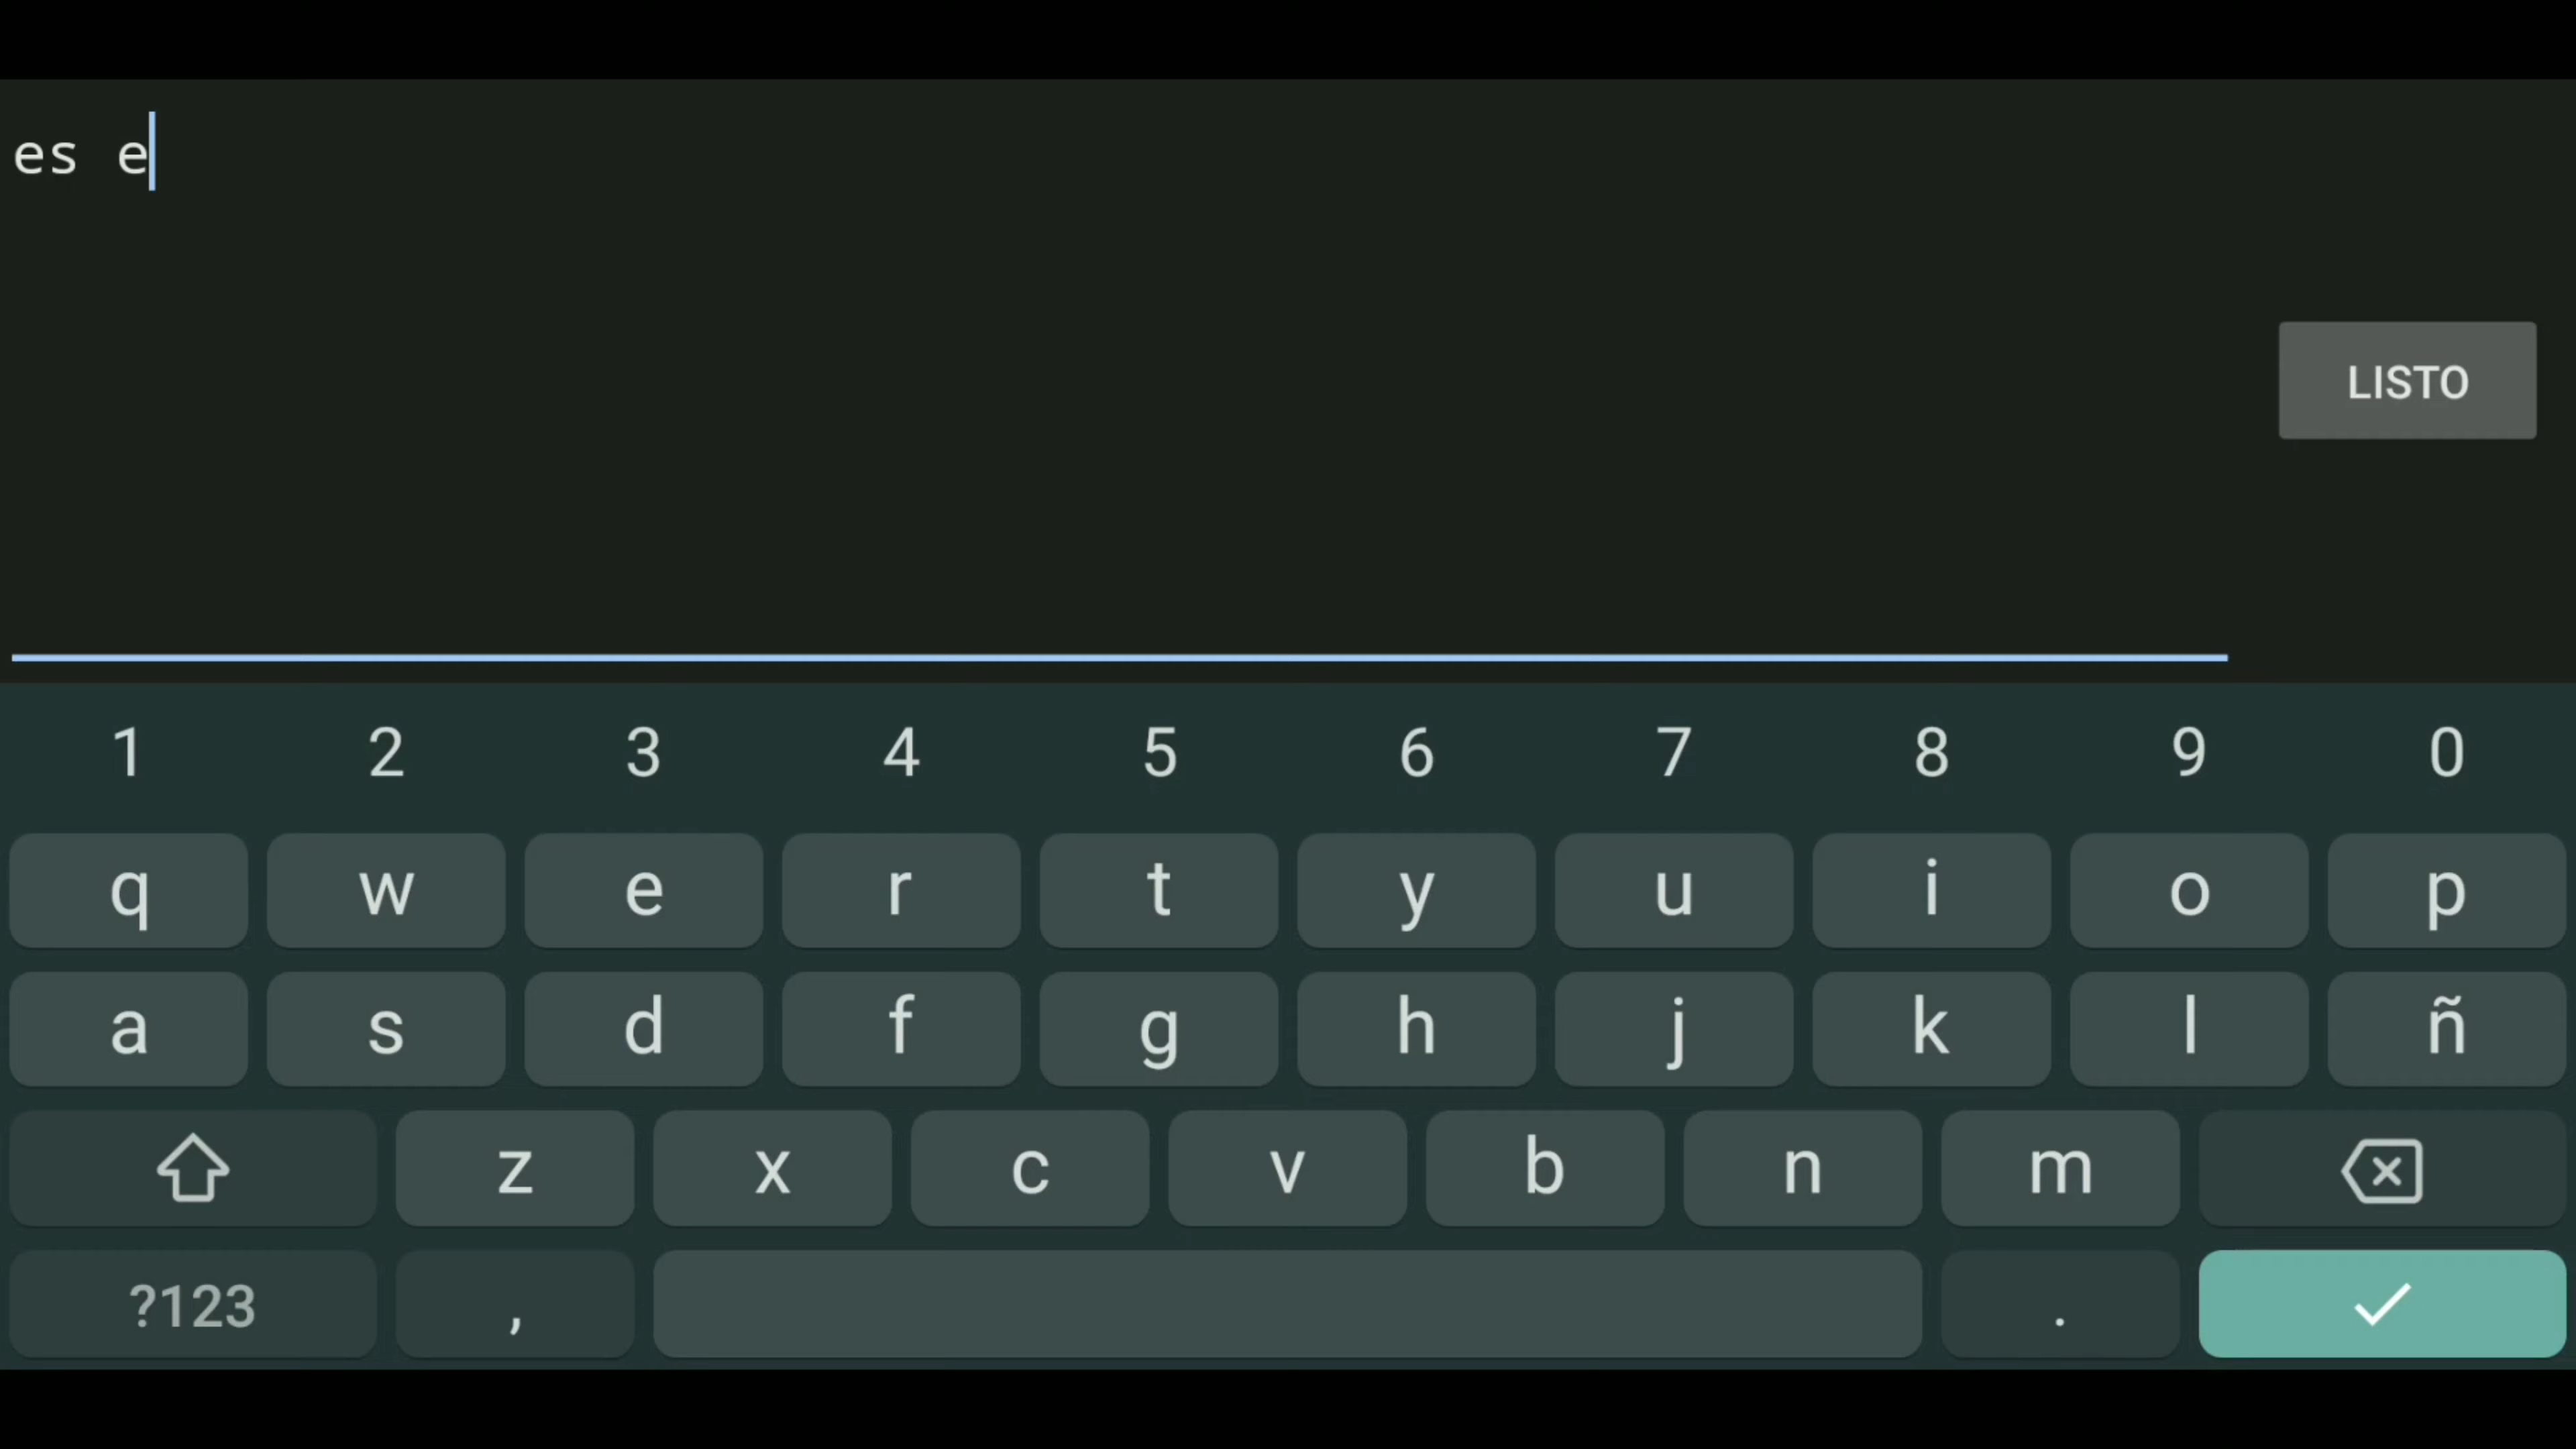 es e
LISTO
1 2 3 4 5 6 7 8 9 0
q w e r t y u i o p
a s d f g h j k l ñ
z x c v b n m
?123 , .